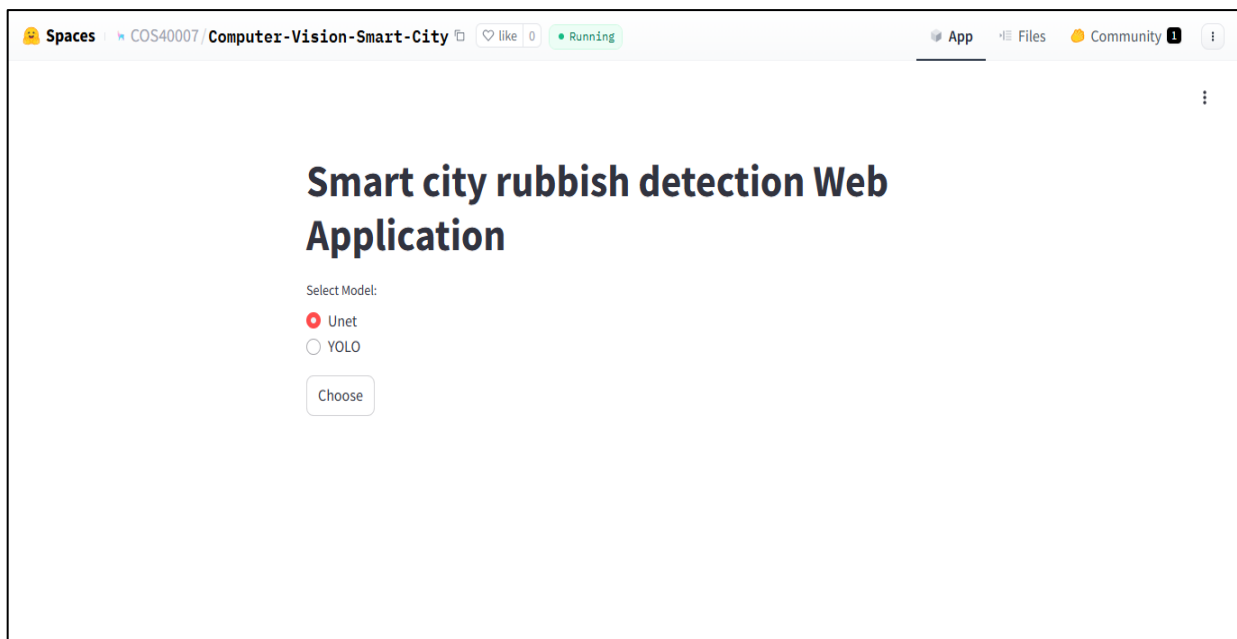 Spaces COS40007/Computer-Vision-Smart-City like 0 Running App Files Community 1
Smart city rubbish detection Web
Application
Select Model:
Unet
YOLO
Choose